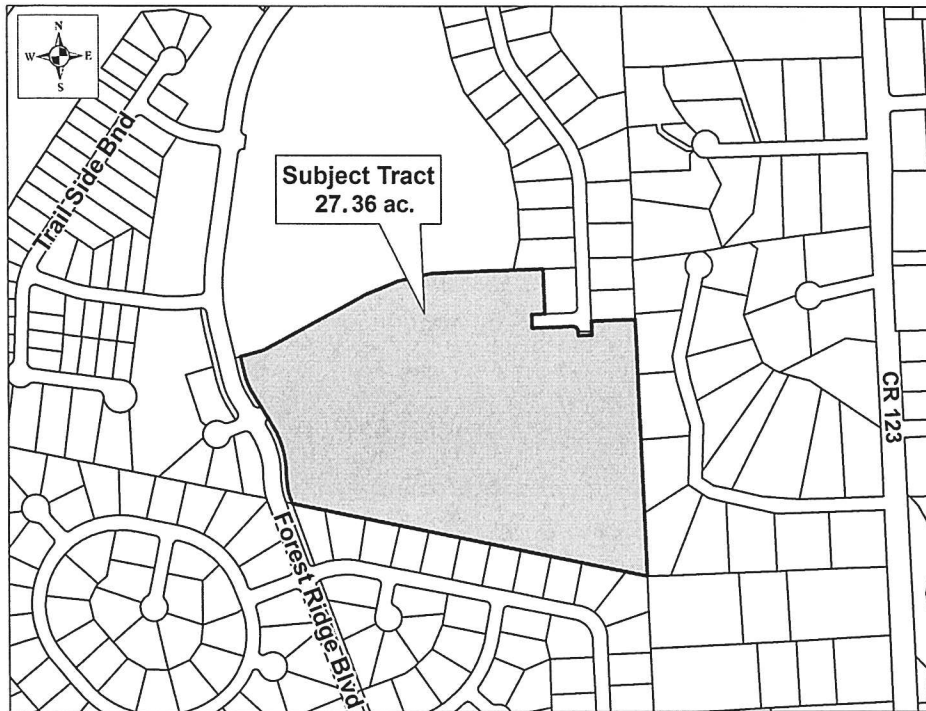 N
W E
S
Trail Side Bnd
Subject Tract
27.36 ac.
CR 123
Forest Ridge Blvd